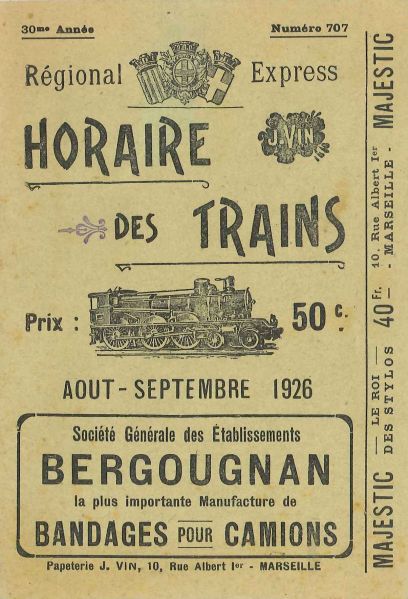 30me Année Numéro 707
Régional Express
HORAIRE
J. VIN
DES TRAINS
Prix : 50 c.
AOUT - SEPTEMBRE 1926
Société Générale des Établissements
BERGOUGNAN
la plus importante Manufacture de
BANDAGES POUR CAMIONS
Papeterie J. VIN, 10, Rue Albert Ier - MARSEILLE
MAJESTIC — LE ROI — DES STYLOS 40 Fr. — 10, Rue Albert Ier - MARSEILLE - MAJESTIC